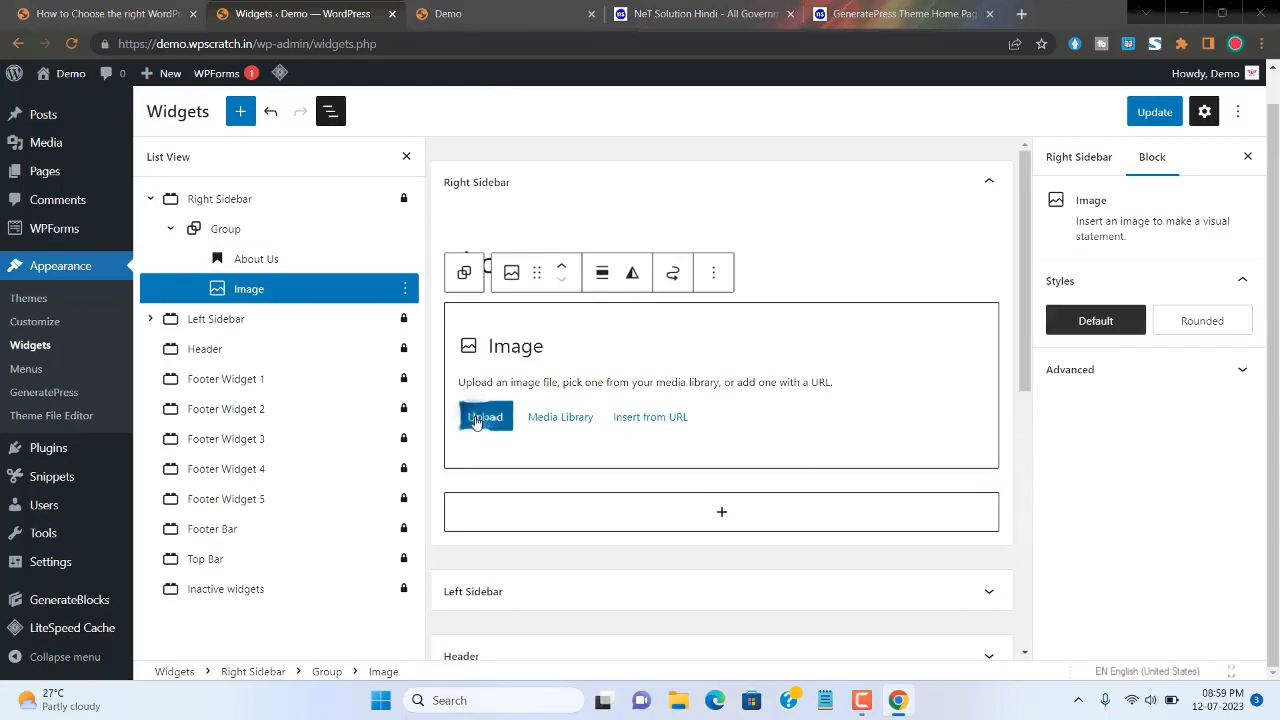 How to Choose the right WordPre
Widgets ‹ Demo — WordPress
Demo
NeT Solution Hindi - All Governm
GeneratePress Theme Home Pag
https://demo.wpscratch.in/wp-admin/widgets.php
Demo 0 New WPForms 1
Howdy, Demo
Posts
Media
Pages
Comments
WPForms
Appearance
Themes
Customize
Widgets
Menus
GeneratePress
Theme File Editor
Plugins
Snippets
Users
Tools
Settings
GenerateBlocks
LiteSpeed Cache
Collapse menu
Widgets
Update
List View
Right Sidebar
Group
About Us
Image
Left Sidebar
Header
Footer Widget 1
Footer Widget 2
Footer Widget 3
Footer Widget 4
Footer Widget 5
Footer Bar
Top Bar
Inactive widgets
Right Sidebar
Image
Upload an image file, pick one from your media library, or add one with a URL.
Upload Media Library Insert from URL
+
Left Sidebar
Header
Right Sidebar Block
Image
Insert an image to make a visual
statement.
Styles
Default Rounded
Advanced
Widgets > Right Sidebar > Group > Image
EN English (United States)
27°C
Partly cloudy
Search
08:59 PM
12-07-2023
3